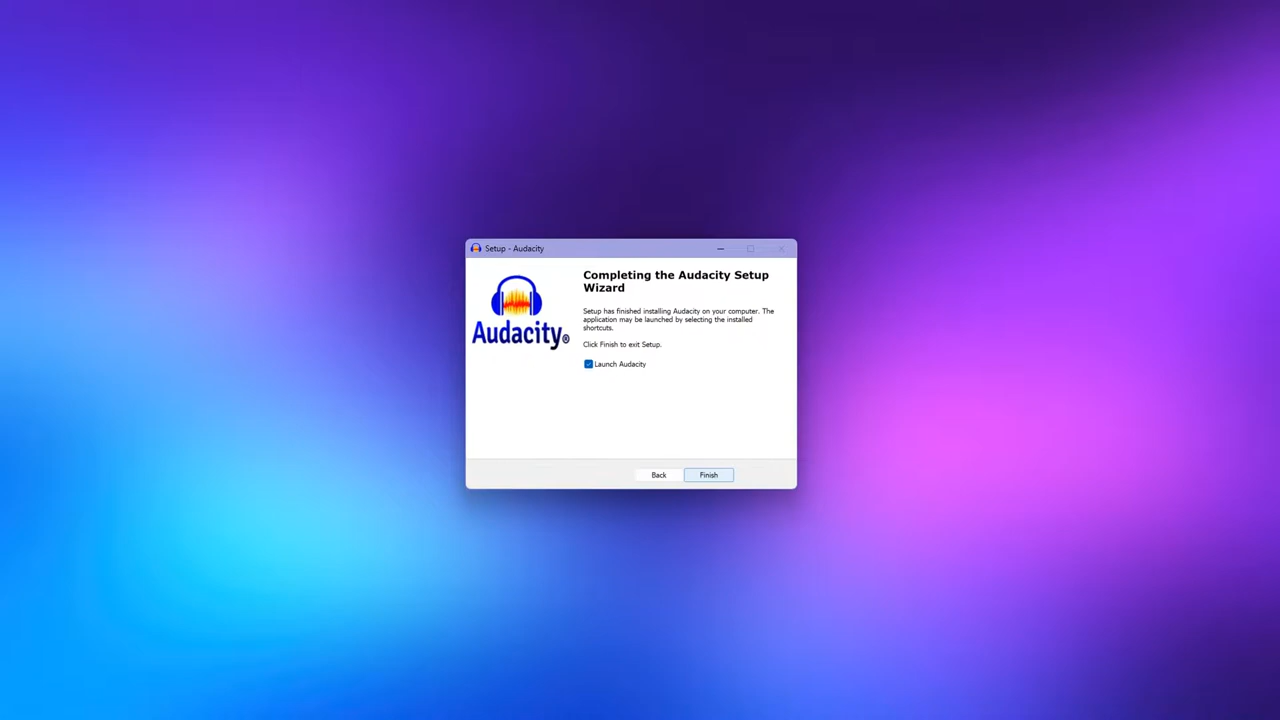 Setup - Audacity
Completing the Audacity Setup
Wizard
Audacity®
Setup has finished installing Audacity on your computer. The
application may be launched by selecting the installed
shortcuts.
Click Finish to exit Setup.
Launch Audacity
Back
Finish